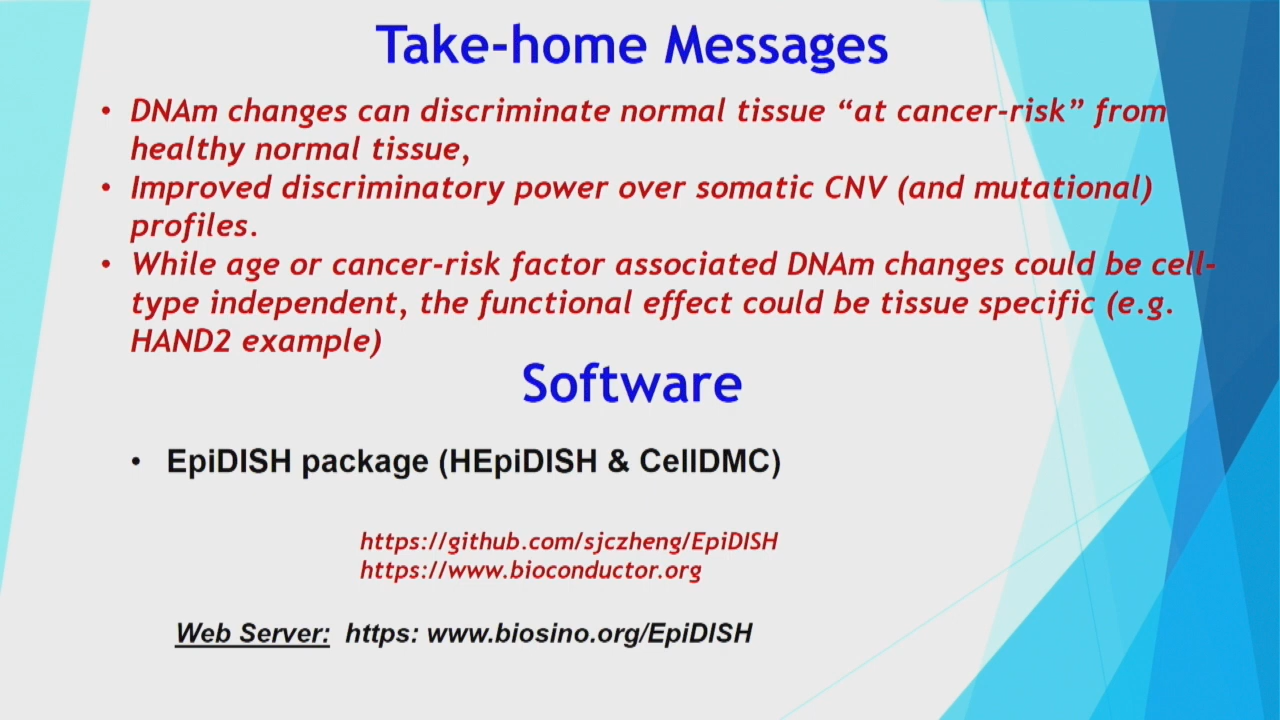 Take-home Messages
• DNAm changes can discriminate normal tissue “at cancer-risk” from
healthy normal tissue,
• Improved discriminatory power over somatic CNV (and mutational)
profiles.
• While age or cancer-risk factor associated DNAm changes could be cell-
type independent, the functional effect could be tissue specific (e.g.
HAND2 example)
Software
• EpiDISH package (HEpiDISH & CellDMC)
https://github.com/sjczheng/EpiDISH
https://www.bioconductor.org
Web Server: https: www.biosino.org/EpiDISH